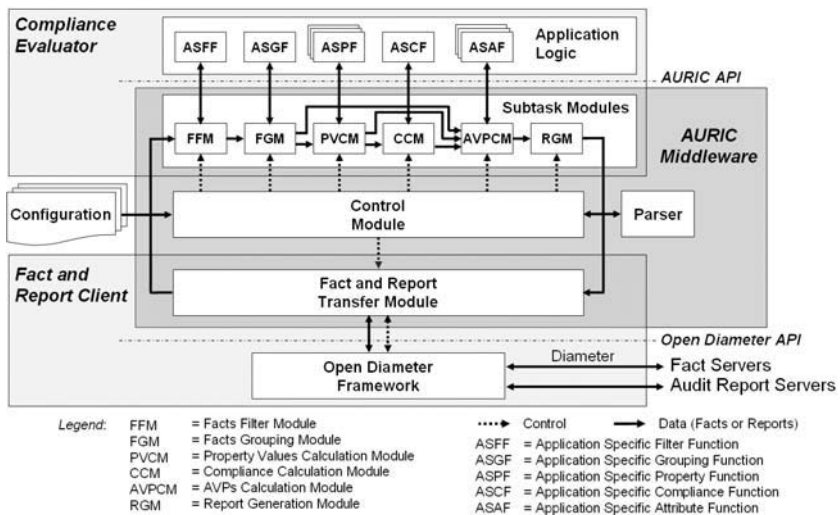 Compliance Evaluator
ASFF
ASGF
ASPF
ASCF
ASAF
Application Logic
AURIC API
Subtask Modules
FFM
FGM
PVCM
CCM
AVPCM
RGM
AURIC Middleware
Configuration
Control Module
Parser
Fact and Report Client
Fact and Report Transfer Module
Open Diameter API
Open Diameter Framework
Diameter
Fact Servers
Audit Report Servers
Legend:
FFM = Facts Filter Module
FGM = Facts Grouping Module
PVCM = Property Values Calculation Module
CCM = Compliance Calculation Module
AVPCM = AVPs Calculation Module
RGM = Report Generation Module
Control
Data (Facts or Reports)
ASFF = Application Specific Filter Function
ASGF = Application Specific Grouping Function
ASPF = Application Specific Property Function
ASCF = Application Specific Compliance Function
ASAF = Application Specific Attribute Function